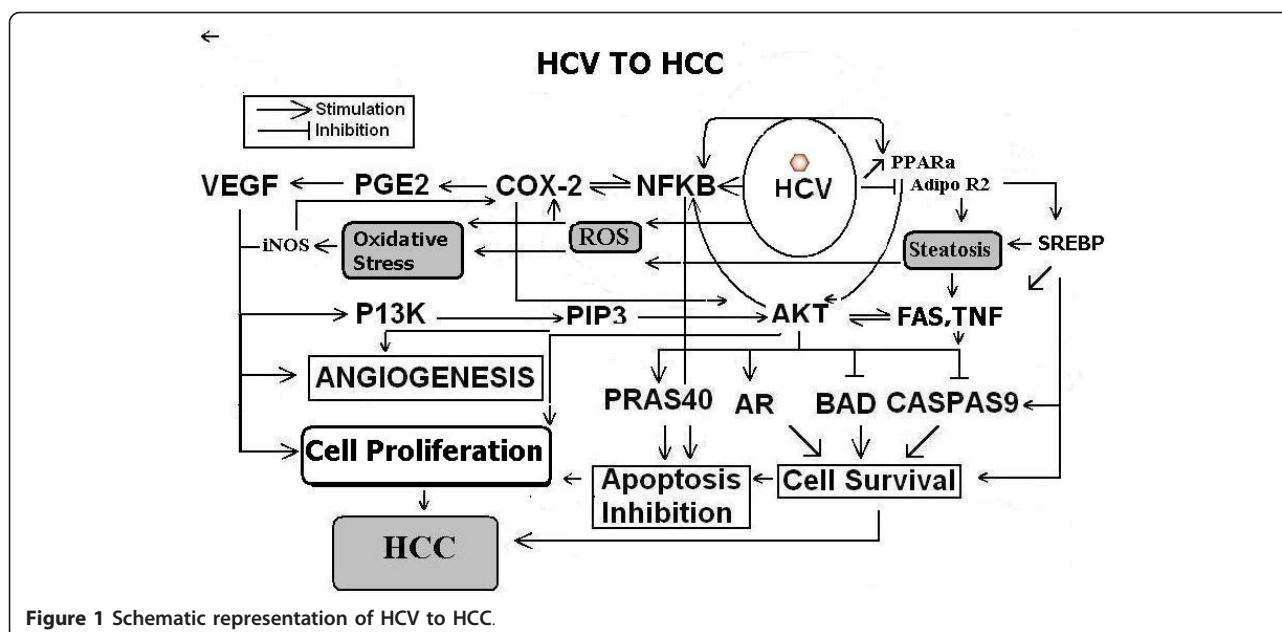 HCV TO HCC
Stimulation
Inhibition
VEGF
PGE2
COX-2
NFKB
HCV
PPARa
Adipo R2
iNOS
Oxidative
Stress
ROS
Steatosis
SREBP
P13K
PIP3
AKT
FAS,TNF
ANGIOGENESIS
PRAS40
AR
BAD
CASPAS9
Cell Proliferation
Apoptosis
Inhibition
Cell Survival
HCC
Figure 1 Schematic representation of HCV to HCC.